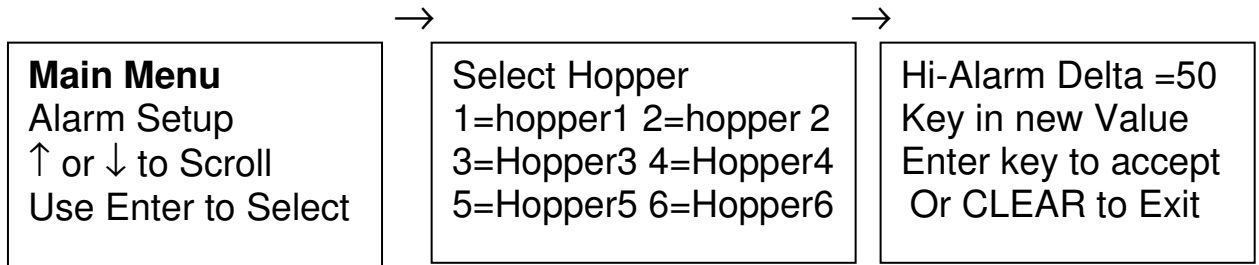 → →
Main Menu
Alarm Setup
↑ or ↓ to Scroll
Use Enter to Select
Select Hopper
1=hopper1 2=hopper 2
3=Hopper3 4=Hopper4
5=Hopper5 6=Hopper6
Hi-Alarm Delta =50
Key in new Value
Enter key to accept
Or CLEAR to Exit